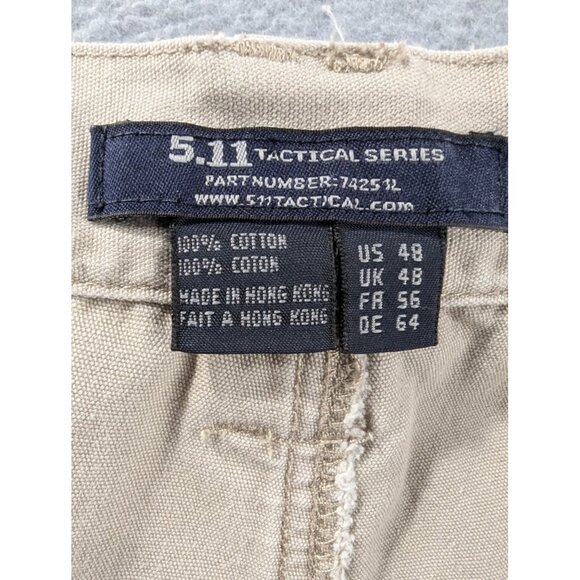 5.11 TACTICAL SERIES
PART NUMBER: 74251L
WWW.511TACTICAL.COM
100% COTTON
100% COTON
MADE IN HONG KONG
FAIT A HONG KONG
US 48
UK 48
FR 56
DE 64